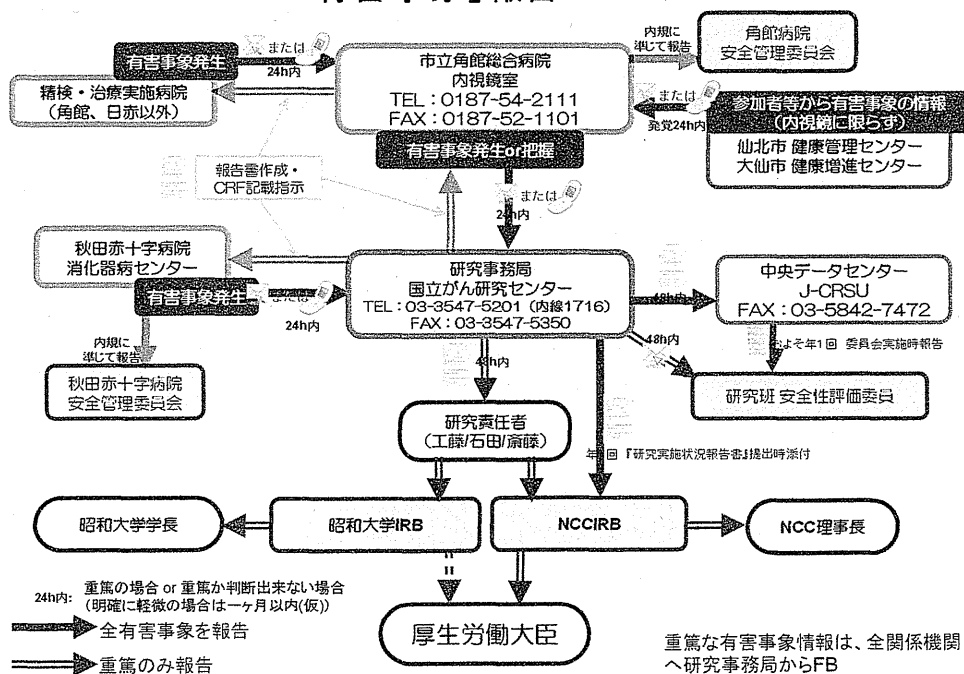 有害事象発生
または
24h内
精検・治療実施病院
(角館、日赤以外)
市立角館総合病院
内視鏡室
TEL：0187-54-2111
FAX：0187-52-1101
有害事象発生or把握
内規に
準じて報告
角館病院
安全管理委員会
または
発覚24h内
参加者等から有害事象の情報
(内視鏡に限らず)
仙北市 健康管理センター
大仙市 健康増進センター
報告書作成・
CRF記載指示
または
24h内
秋田赤十字病院
消化器病センター
有害事象発生
または
24h内
研究事務局
国立がん研究センター
TEL：03-3547-5201（内線1716）
FAX：03-3547-5350
48h内
中央データセンター
J-CRSU
FAX：03-5842-7472
内規に
準じて報告
秋田赤十字病院
安全管理委員会
48h内
48h内
およそ年1回 委員会実施時報告
研究班 安全性評価委員
研究責任者
(工藤/石田/斎藤)
回『研究実施状況報告書』提出時添付
昭和大学学長
昭和大学IRB
NCCIRB
NCC理事長
厚生労働大臣
24h内: 重篤の場合 or 重篤か判断出来ない場合
(明確に軽微の場合は一ヶ月以内(仮))
全有害事象を報告
重篤のみ報告
重篤な有害事象情報は、全関係機関
へ研究事務局からFB